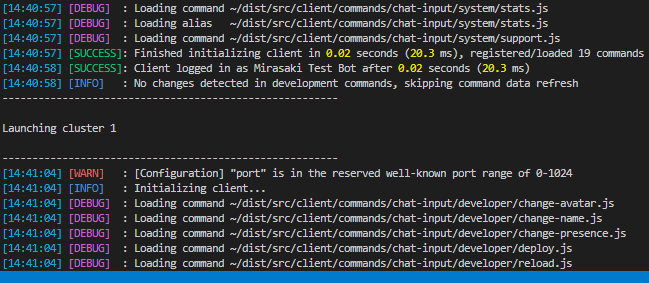 [14:40:57] [DEBUG]  : Loading command ~/dist/src/client/commands/chat-input/system/stats.js
[14:40:57] [DEBUG]  : Loading alias   ~/dist/src/client/commands/chat-input/system/stats.js
[14:40:57] [DEBUG]  : Loading command ~/dist/src/client/commands/chat-input/system/support.js
[14:40:57] [SUCCESS]: Finished initializing client in 0.02 seconds (20.3 ms), registered/loaded 19 commands
[14:40:58] [SUCCESS]: Client logged in as Mirasaki Test Bot after 0.02 seconds (20.3 ms)
[14:40:58] [INFO]   : No changes detected in development commands, skipping command data refresh
--------------------------------------------------------
Launching cluster 1
--------------------------------------------------------
[14:41:04] [WARN]   : [Configuration] "port" is in the reserved well-known port range of 0-1024
[14:41:04] [INFO]   : Initializing client...
[14:41:04] [DEBUG]  : Loading command ~/dist/src/client/commands/chat-input/developer/change-avatar.js
[14:41:04] [DEBUG]  : Loading command ~/dist/src/client/commands/chat-input/developer/change-name.js
[14:41:04] [DEBUG]  : Loading command ~/dist/src/client/commands/chat-input/developer/change-presence.js
[14:41:04] [DEBUG]  : Loading command ~/dist/src/client/commands/chat-input/developer/deploy.js
[14:41:04] [DEBUG]  : Loading command ~/dist/src/client/commands/chat-input/developer/reload.js